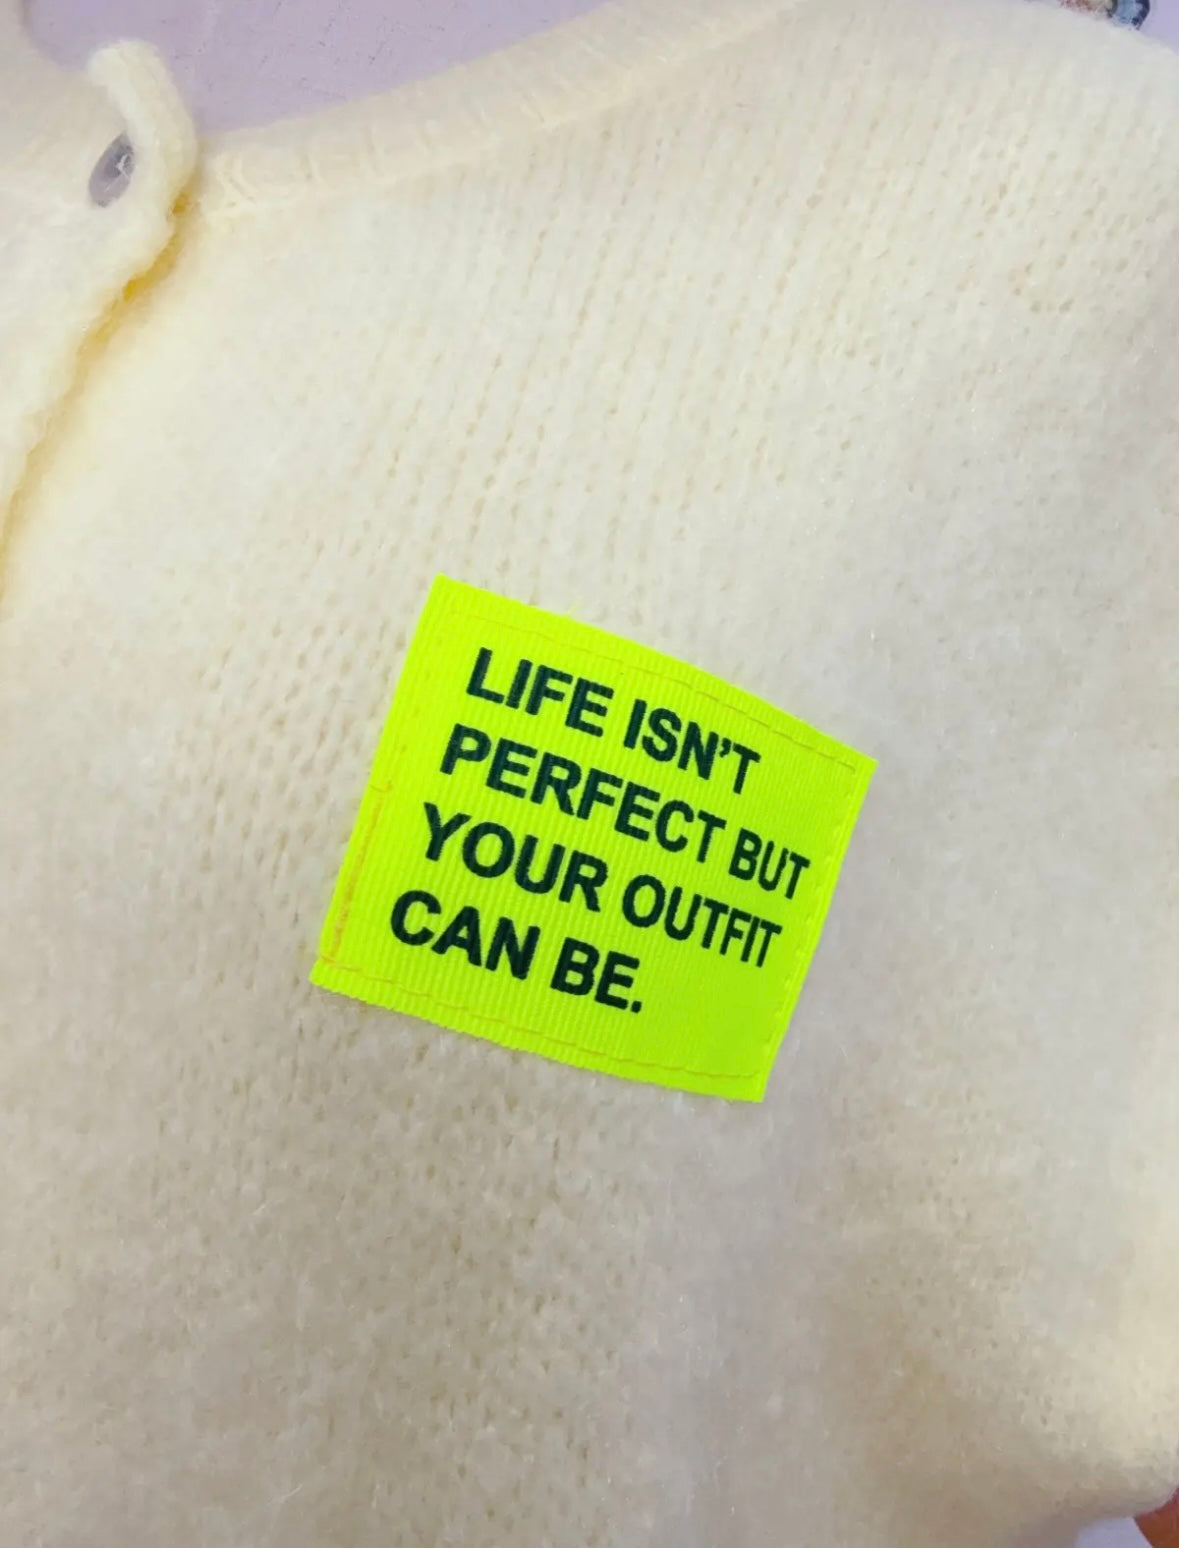 LIFE ISN'T
PERFECT BUT
YOUR OUTFIT
CAN BE.